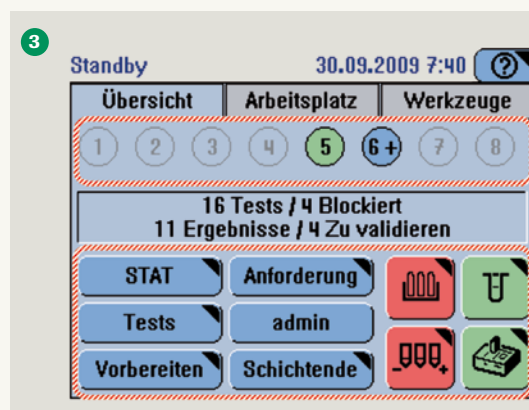 3
Standby 30.09.2009 7:40 ?
Übersicht Arbeitsplatz Werkzeuge
1 2 3 4 5 6+ 7 8
16 Tests / 4 Blockiert
11 Ergebnisse / 4 Zu validieren
STAT Anforderung
Tests admin
Vorbereiten Schichtende